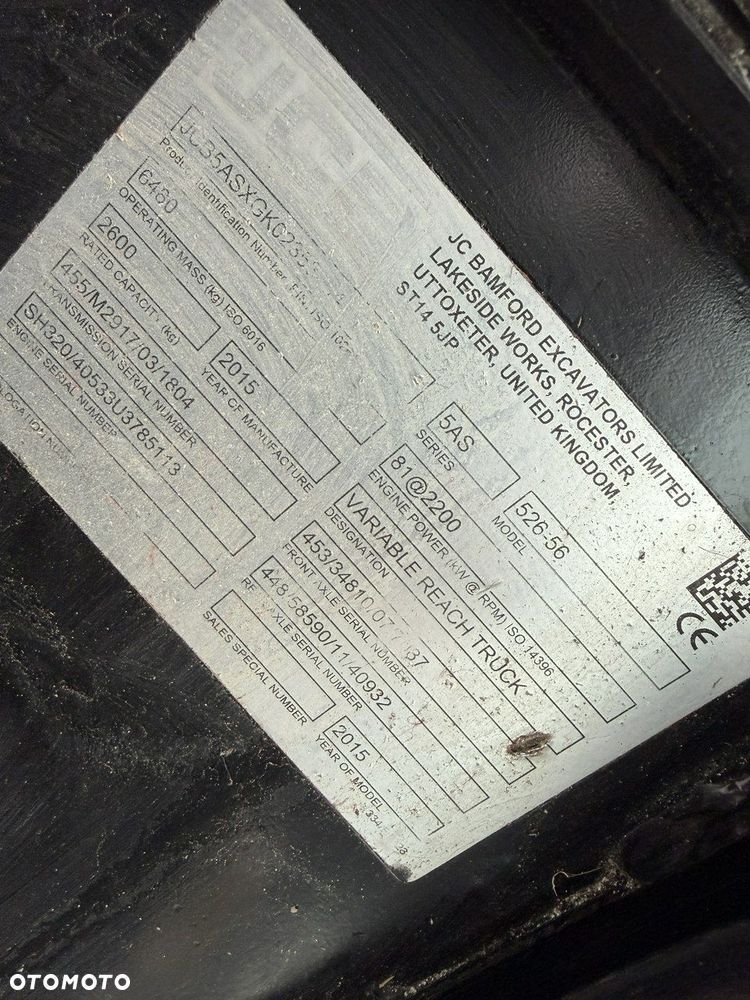 JCB
JC BAMFORD EXCAVATORS LIMITED
LAKESIDE WORKS, ROCESTER,
UTTOXETER, UNITED KINGDOM,
ST14 5JP
Product Identification Number
6460
OPERATING MASS (kg) ISO 6016
2600
RATED CAPACITY (kg)
2015
YEAR OF MANUFACTURE
455/M2917/03/1804
TRANSMISSION SERIAL NUMBER
SH320/40533U3785113
ENGINE SERIAL NUMBER
5AS
SERIES
526-56
MODEL
81@2200
ENGINE POWER (kW @ RPM) ISO 14396
VARIABLE REACH TRUCK
DESIGNATION
FRONT AXLE SERIAL NUMBER
448/58590/11/40932
REAR AXLE SERIAL NUMBER
SALES SPECIAL NUMBER
2015
YEAR OF MODEL
CE
OTOMOTO